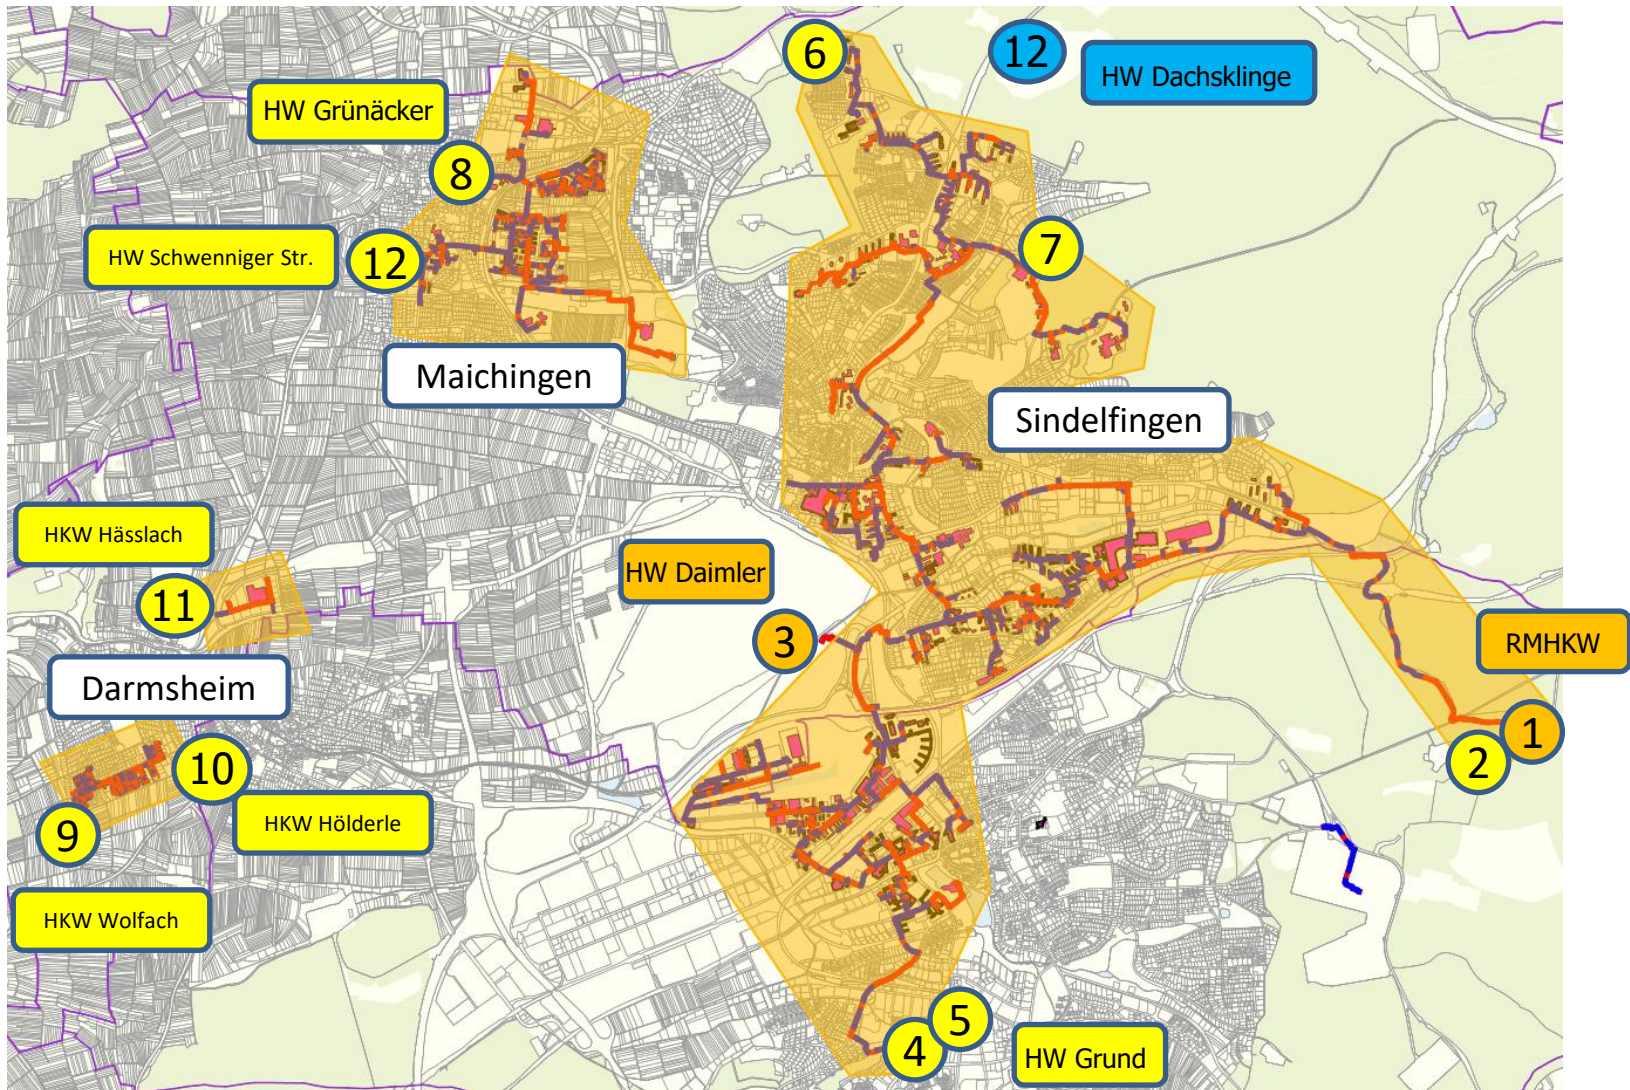 6
12
HW Dachsklinge
HW Grünäcker
8
HW Schwenniger Str.
12
7
Maichingen
Sindelfingen
HKW Hässlach
11
HW Daimler
3
RMHKW
Darmsheim
1
2
10
9
HKW Hölderle
HKW Wolfach
5
4
HW Grund